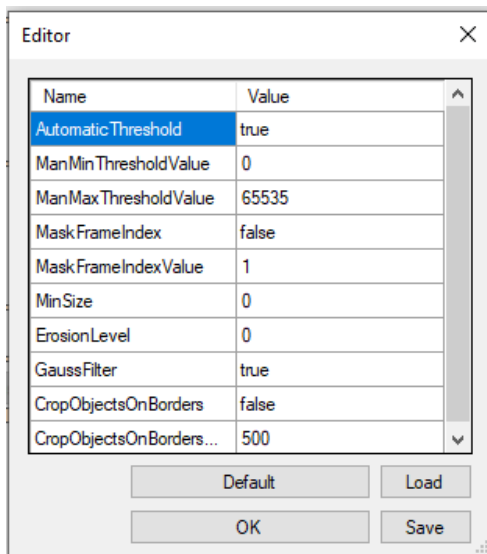 Editor
Name Value
AutomaticThreshold true
ManMinThresholdValue 0
ManMaxThresholdValue 65535
MaskFrameIndex false
MaskFrameIndexValue 1
MinSize 0
ErosionLevel 0
GaussFilter true
CropObjectsOnBorders false
CropObjectsOnBorders... 500
Default Load
OK Save